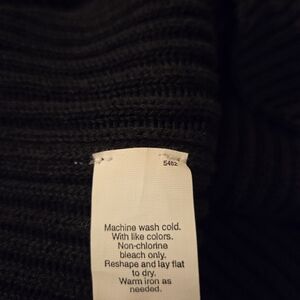 5462
Machine wash cold.
With like colors.
Non-chlorine
bleach only.
Reshape and lay flat
to dry.
Warm iron as
needed.